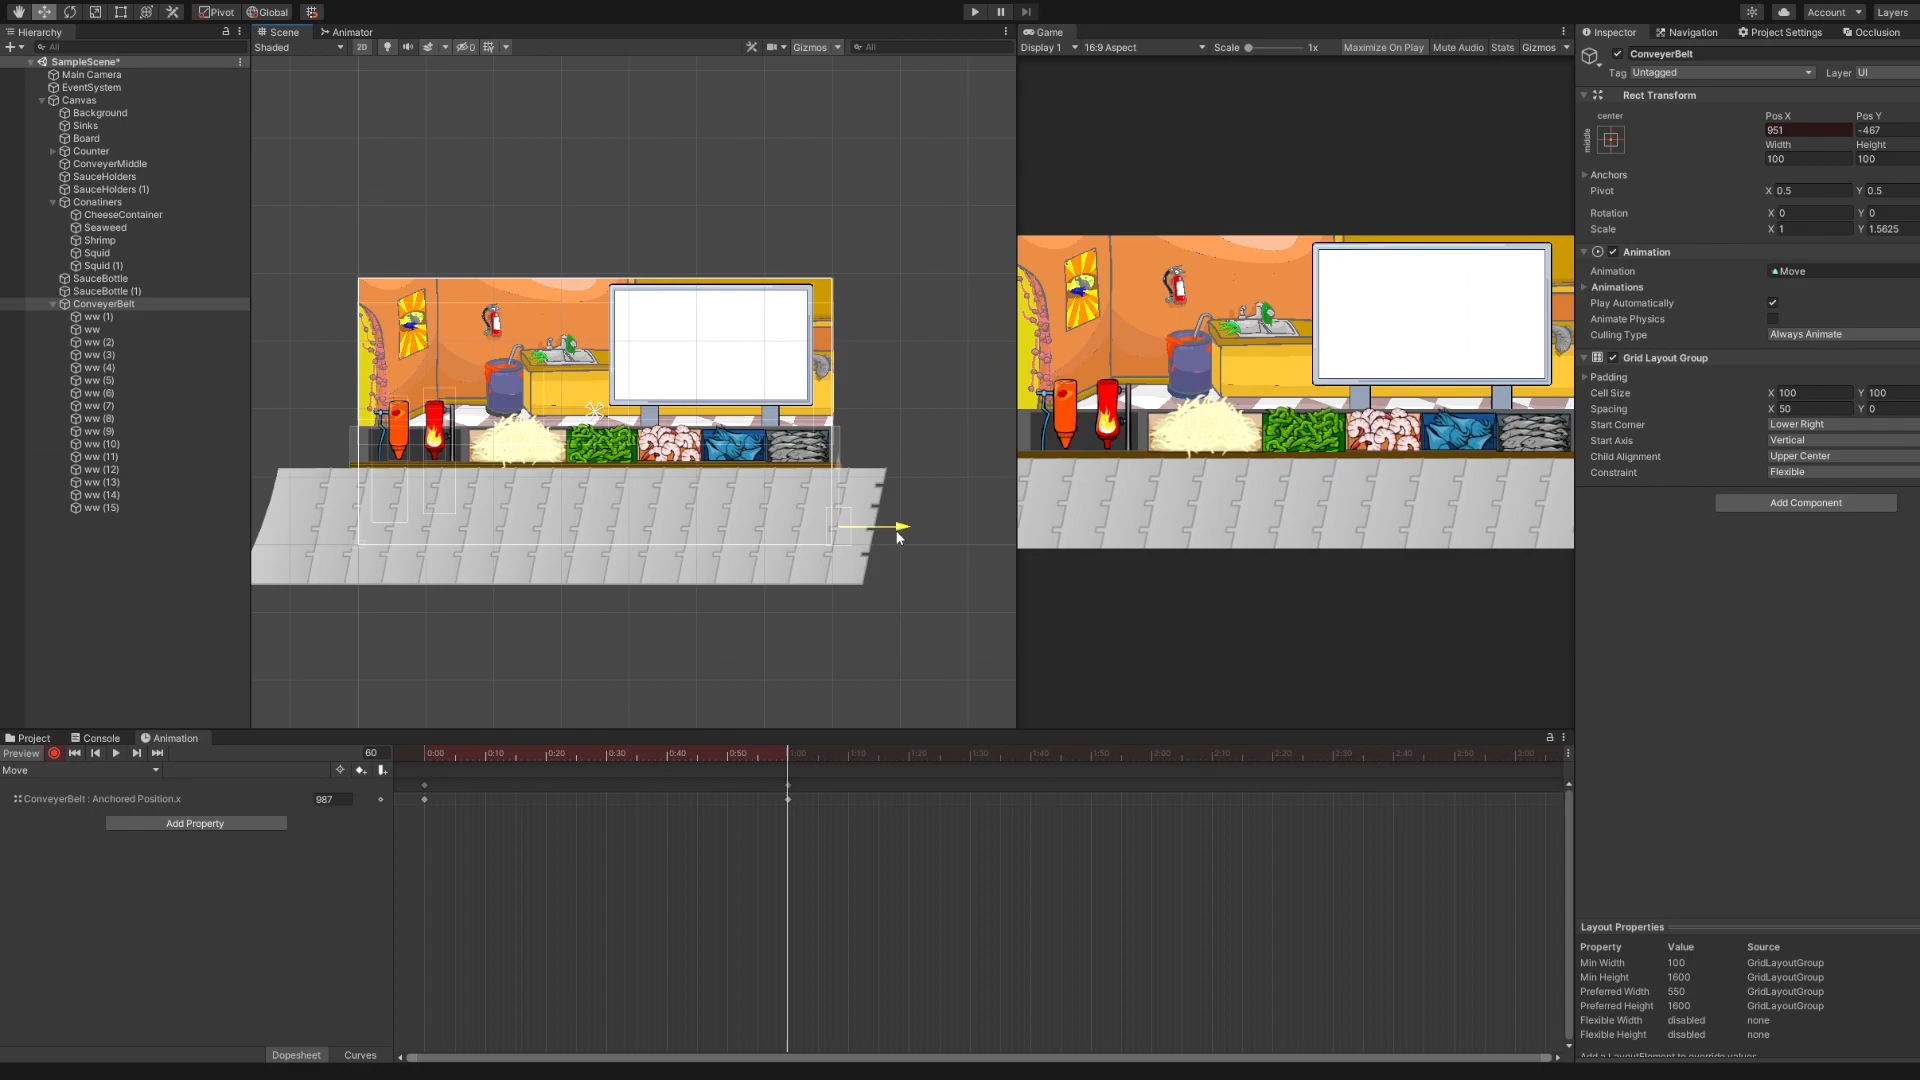 Pivot Global
Account Layers
Hierarchy
All
SampleScene*
Main Camera
EventSystem
Canvas
Background
Sinks
Board
Counter
ConveyerMiddle
SauceHolders
SauceHolders (1)
Conatiners
CheeseContainer
Seaweed
Shrimp
Squid
Squid (1)
SauceBottle
SauceBottle (1)
ConveyerBelt
ww (1)
ww
ww (2)
ww (3)
ww (4)
ww (5)
ww (6)
ww (7)
ww (8)
ww (9)
ww (10)
ww (11)
ww (12)
ww (13)
ww (14)
ww (15)
Scene Animator
Shaded 2D 0 Gizmos All
Game
Display 1 16:9 Aspect Scale 1x Maximize On Play Mute Audio Stats Gizmos
Inspector Navigation Project Settings Occlusion
ConveyerBelt
Tag Untagged Layer UI
Rect Transform
center Pos X Pos Y
middle 951 -467
Width Height
100 100
Anchors
Pivot X 0.5 Y 0.5
Rotation X 0 Y 0
Scale X 1 Y 1.5625
Animation
Animation Move
Animations
Play Automatically
Animate Physics
Culling Type Always Animate
Grid Layout Group
Padding
Cell Size X 100 Y 100
Spacing X 50 Y 0
Start Corner Lower Right
Start Axis Vertical
Child Alignment Upper Center
Constraint Flexible
Add Component
Layout Properties
Property Value Source
Min Width 100 GridLayoutGroup
Min Height 1600 GridLayoutGroup
Preferred Width 550 GridLayoutGroup
Preferred Height 1600 GridLayoutGroup
Flexible Width disabled none
Flexible Height disabled none
Add a LayoutElement to override values
Project Console Animation
Preview 60 0:00 0:10 0:20 0:30 0:40 0:50 1:00 1:10 1:20 1:30 1:40 1:50 2:00 2:10 2:20 2:30 2:40 2:50 3:00
Move
ConveyerBelt : Anchored Position.x 987
Add Property
Dopesheet Curves